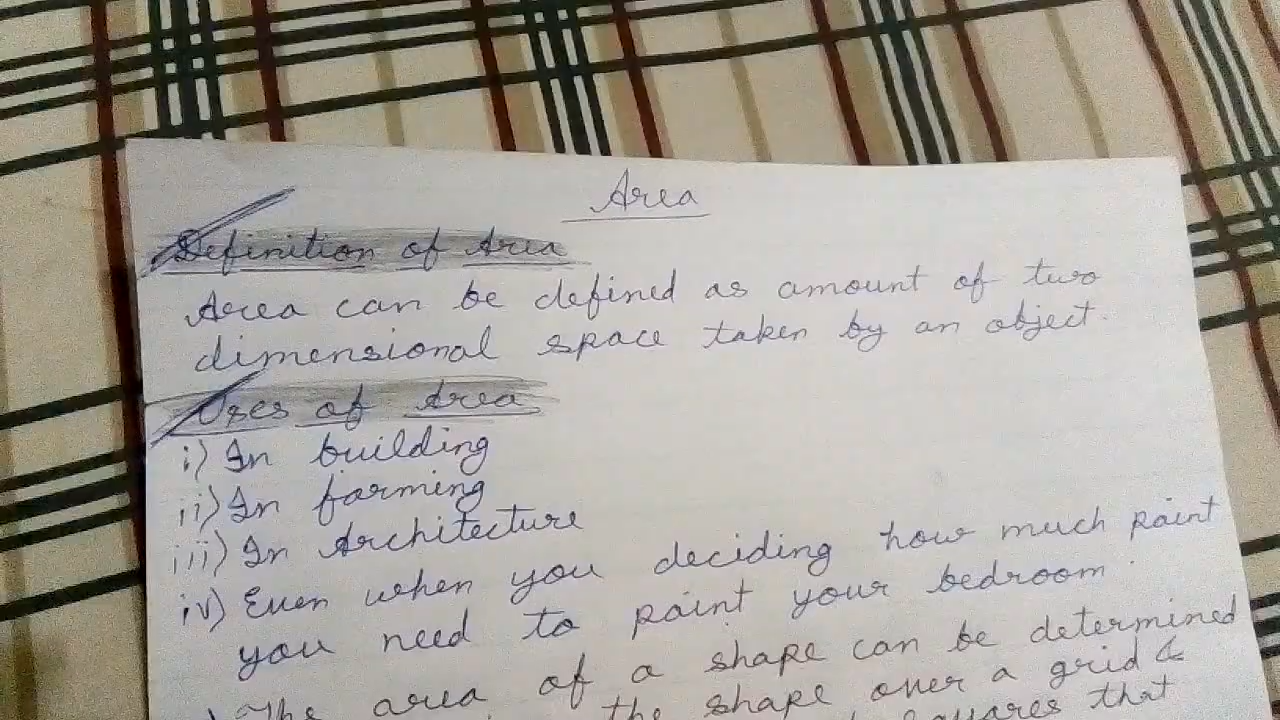 Area
Definition of Area
Area can be defined as amount of two
dimensional space taken by an object.
Uses of Area
i) In building
ii) In farming
iii) In Architecture
iv) Even when you deciding how much paint
you need to paint your bedroom.
The area of a shape can be determined
the shape over a grid &
squares that